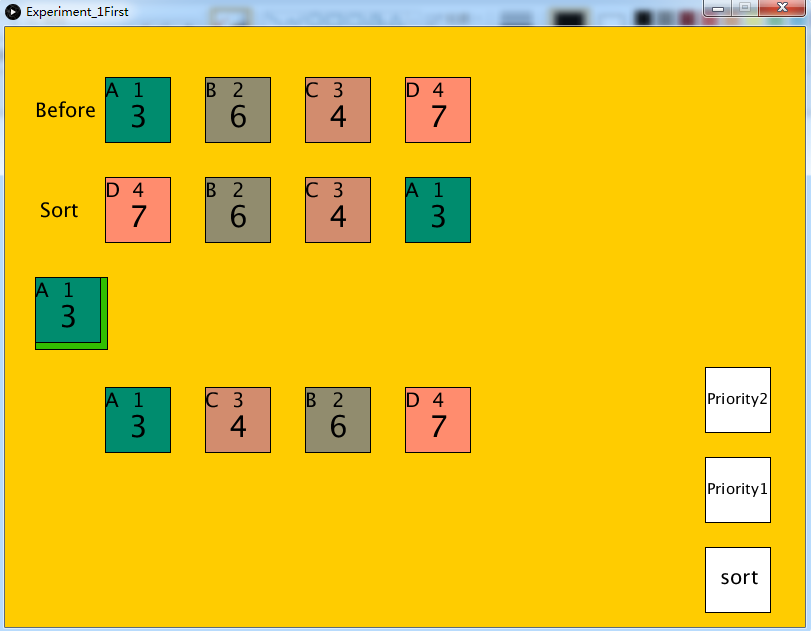 Experiment_1First
Before
A 1
3
B 2
6
C 3
4
D 4
7
Sort
D 4
7
B 2
6
C 3
4
A 1
3
A 1
3
A 1
3
C 3
4
B 2
6
D 4
7
Priority2
Priority1
sort